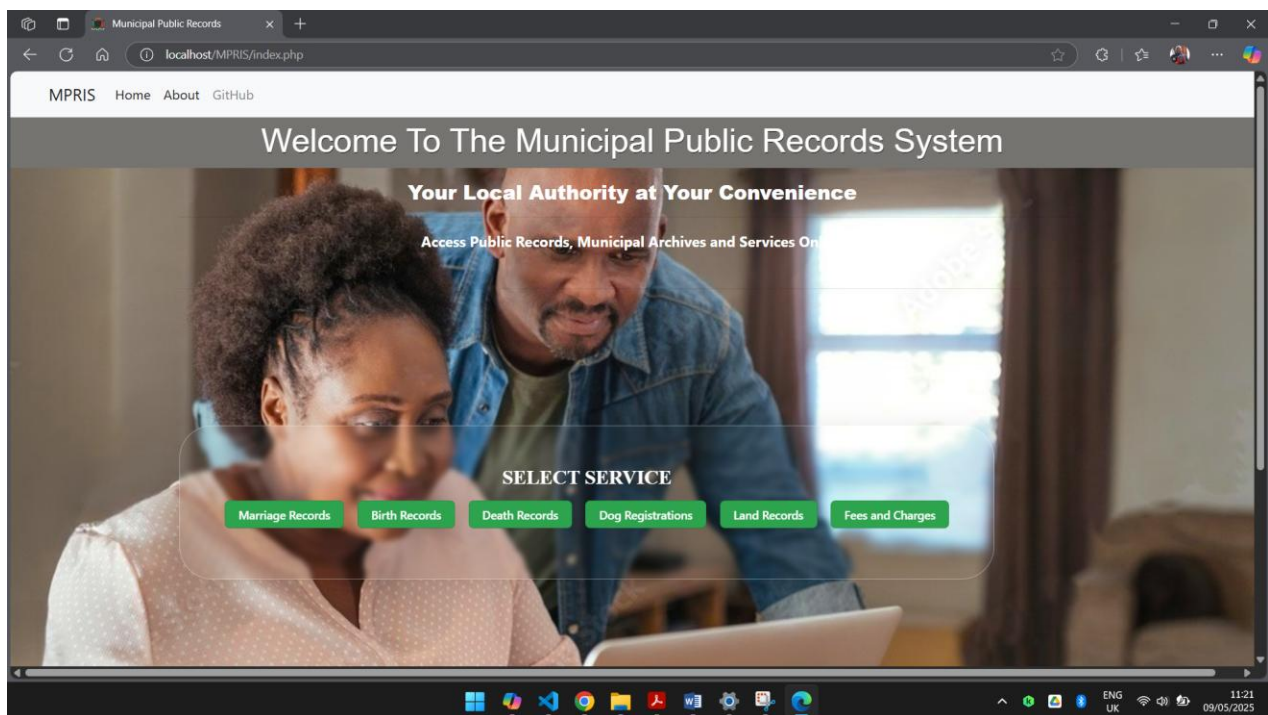 Municipal Public Records
localhost/MPRIS/index.php
MPRIS Home About GitHub
Welcome To The Municipal Public Records System
Your Local Authority at Your Convenience
Access Public Records, Municipal Archives and Services On
Adobe
SELECT SERVICE
Marriage Records Birth Records Death Records Dog Registrations Land Records Fees and Charges
ENG 11:21
UK 09/05/2025